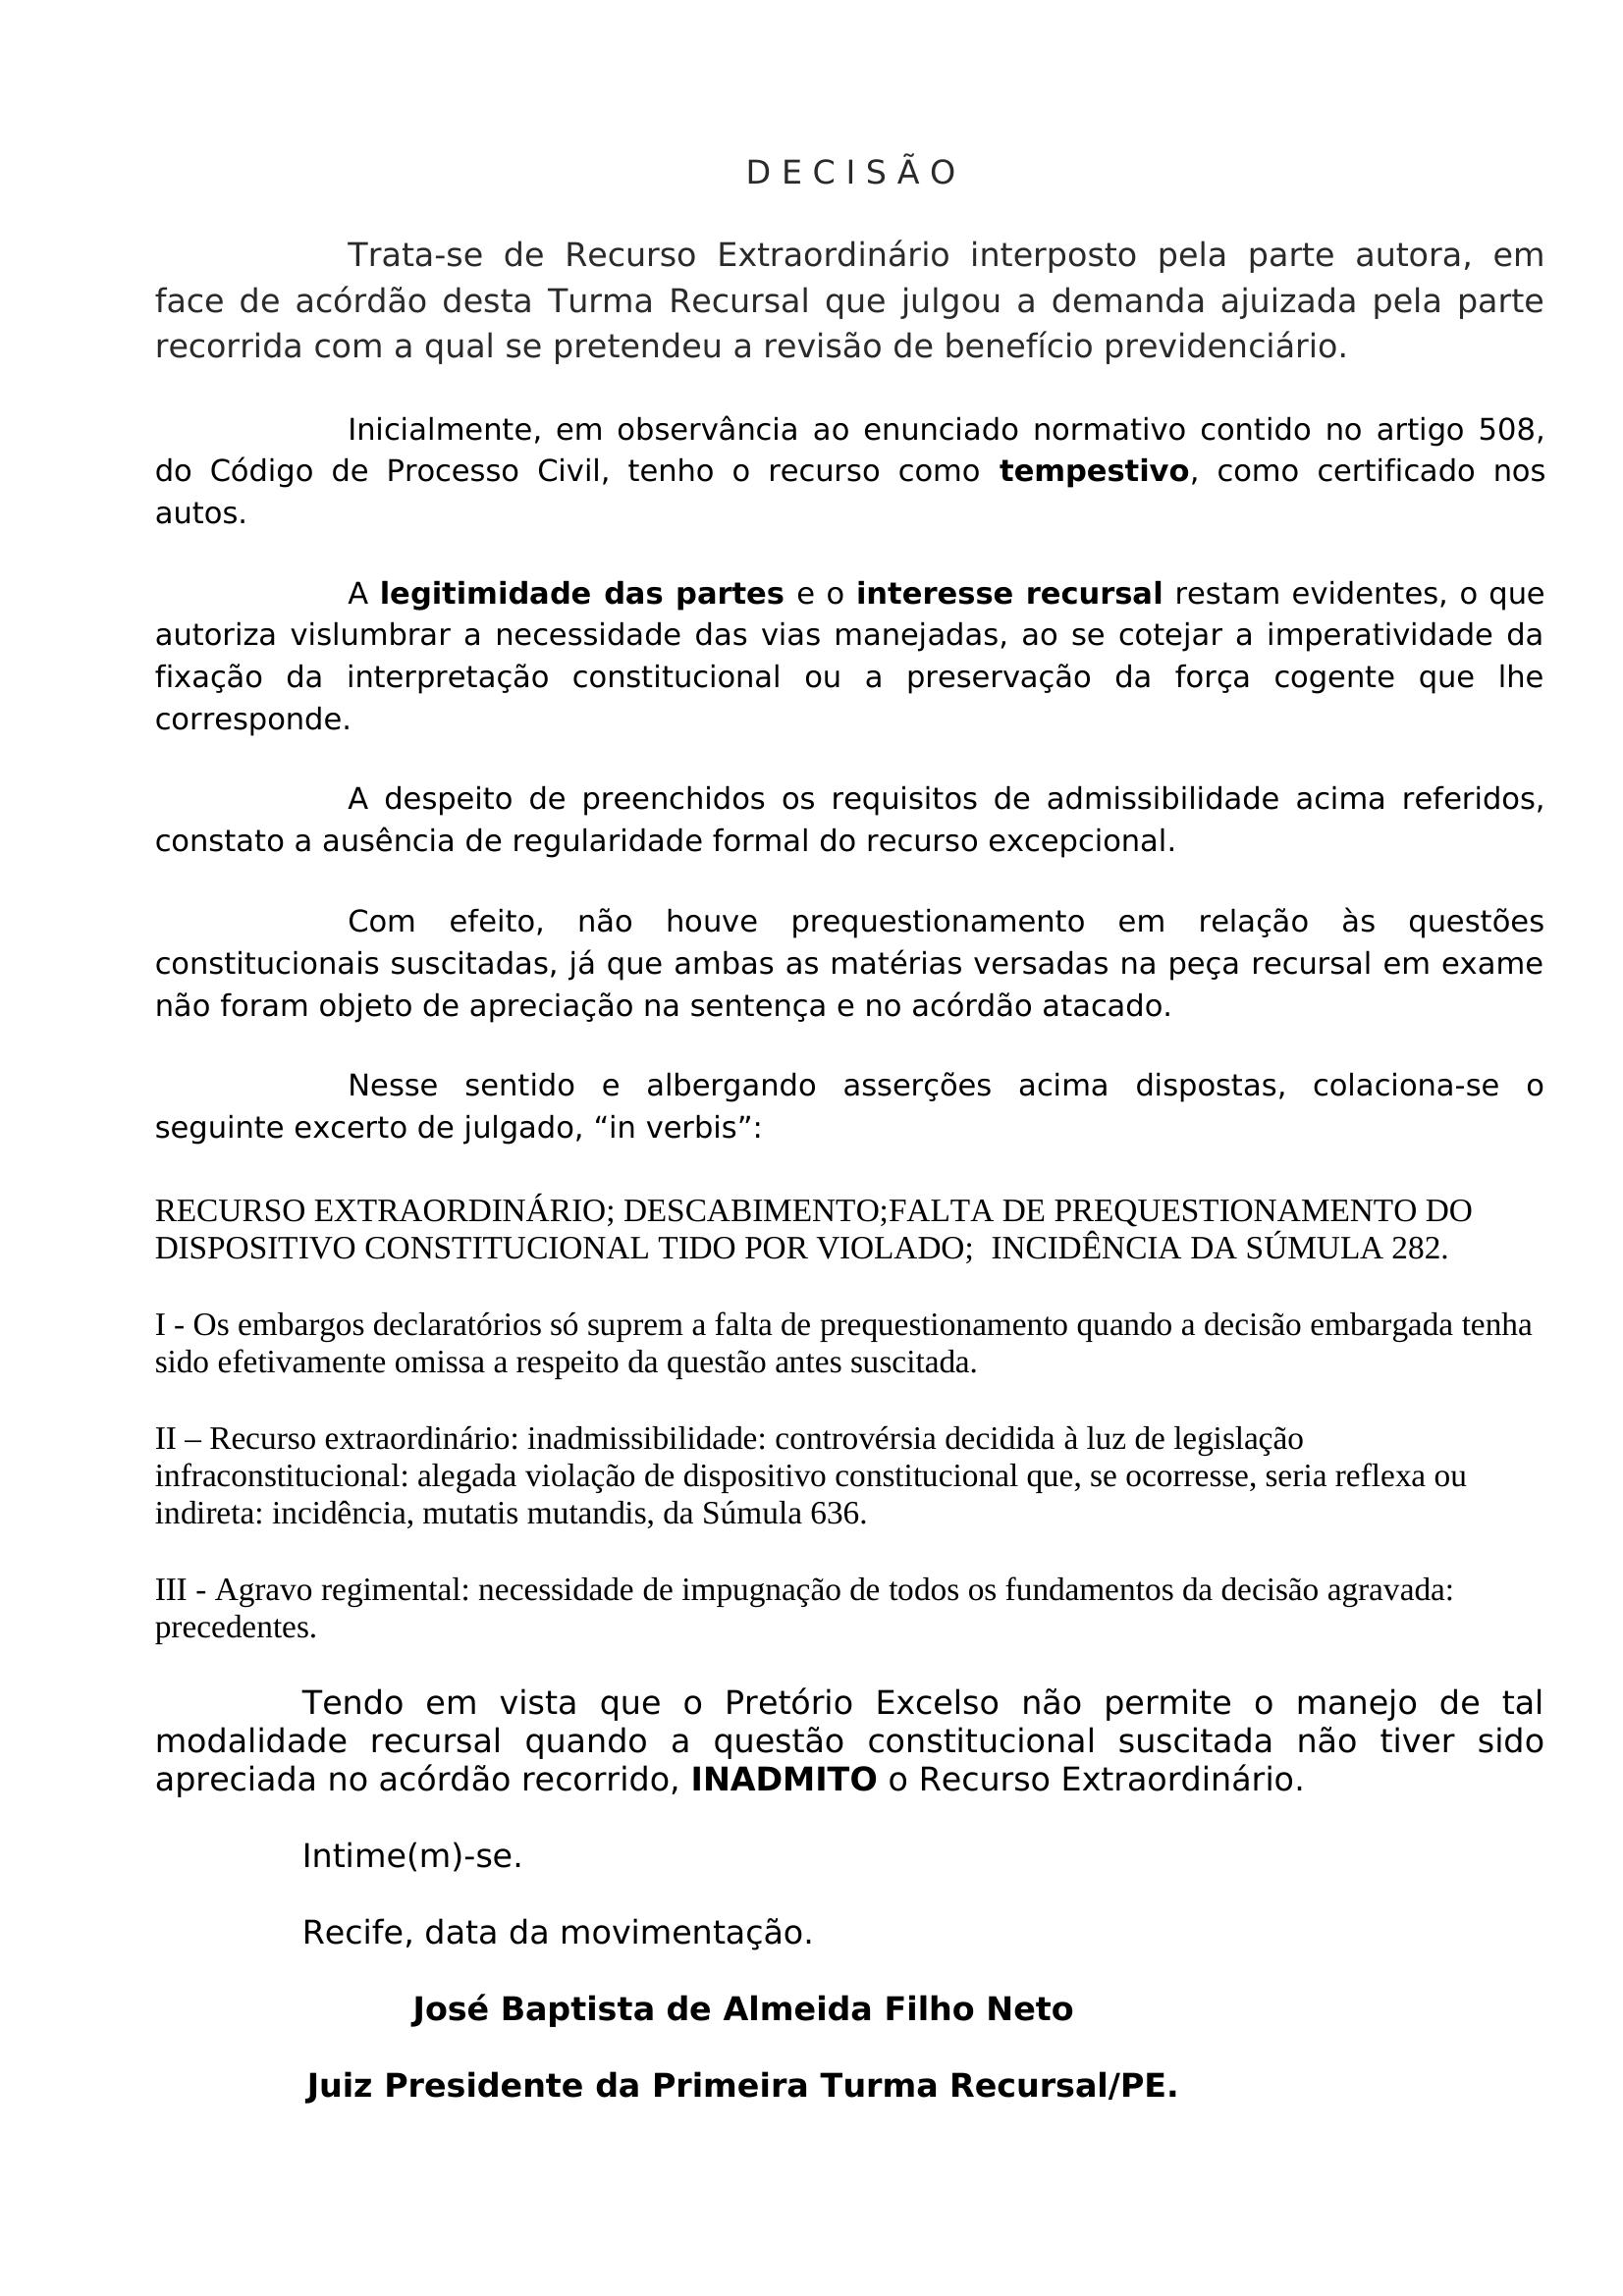 D E C I S Ã O
Trata-se de Recurso Extraordinário interposto pela parte autora, em
face de acórdão desta Turma Recursal que julgou a demanda ajuizada pela parte
recorrida com a qual se pretendeu a revisão de benefício previdenciário.
Inicialmente, em observância ao enunciado normativo contido no artigo 508,
do Código de Processo Civil, tenho o recurso como tempestivo, como certificado nos
autos.
A legitimidade das partes e o interesse recursal restam evidentes, o que
autoriza vislumbrar a necessidade das vias manejadas, ao se cotejar a imperatividade da
fixação da interpretação constitucional ou a preservação da força cogente que lhe
corresponde.
A despeito de preenchidos os requisitos de admissibilidade acima referidos,
constato a ausência de regularidade formal do recurso excepcional.
Com efeito, não houve prequestionamento em relação às questões
constitucionais suscitadas, já que ambas as matérias versadas na peça recursal em exame
não foram objeto de apreciação na sentença e no acórdão atacado.
Nesse sentido e albergando asserções acima dispostas, colaciona-se o
seguinte excerto de julgado, “in verbis”:
RECURSO EXTRAORDINÁRIO; DESCABIMENTO;FALTA DE PREQUESTIONAMENTO DO
DISPOSITIVO CONSTITUCIONAL TIDO POR VIOLADO;  INCIDÊNCIA DA SÚMULA 282.
I - Os embargos declaratórios só suprem a falta de prequestionamento quando a decisão embargada tenha
sido efetivamente omissa a respeito da questão antes suscitada.
II – Recurso extraordinário: inadmissibilidade: controvérsia decidida à luz de legislação
infraconstitucional: alegada violação de dispositivo constitucional que, se ocorresse, seria reflexa ou
indireta: incidência, mutatis mutandis, da Súmula 636.
III - Agravo regimental: necessidade de impugnação de todos os fundamentos da decisão agravada:
precedentes.
Tendo em vista que o Pretório Excelso não permite o manejo de tal
modalidade recursal quando a questão constitucional suscitada não tiver sido
apreciada no acórdão recorrido, INADMITO o Recurso Extraordinário.
Intime(m)-se.
Recife, data da movimentação.
José Baptista de Almeida Filho Neto
Juiz Presidente da Primeira Turma Recursal/PE.